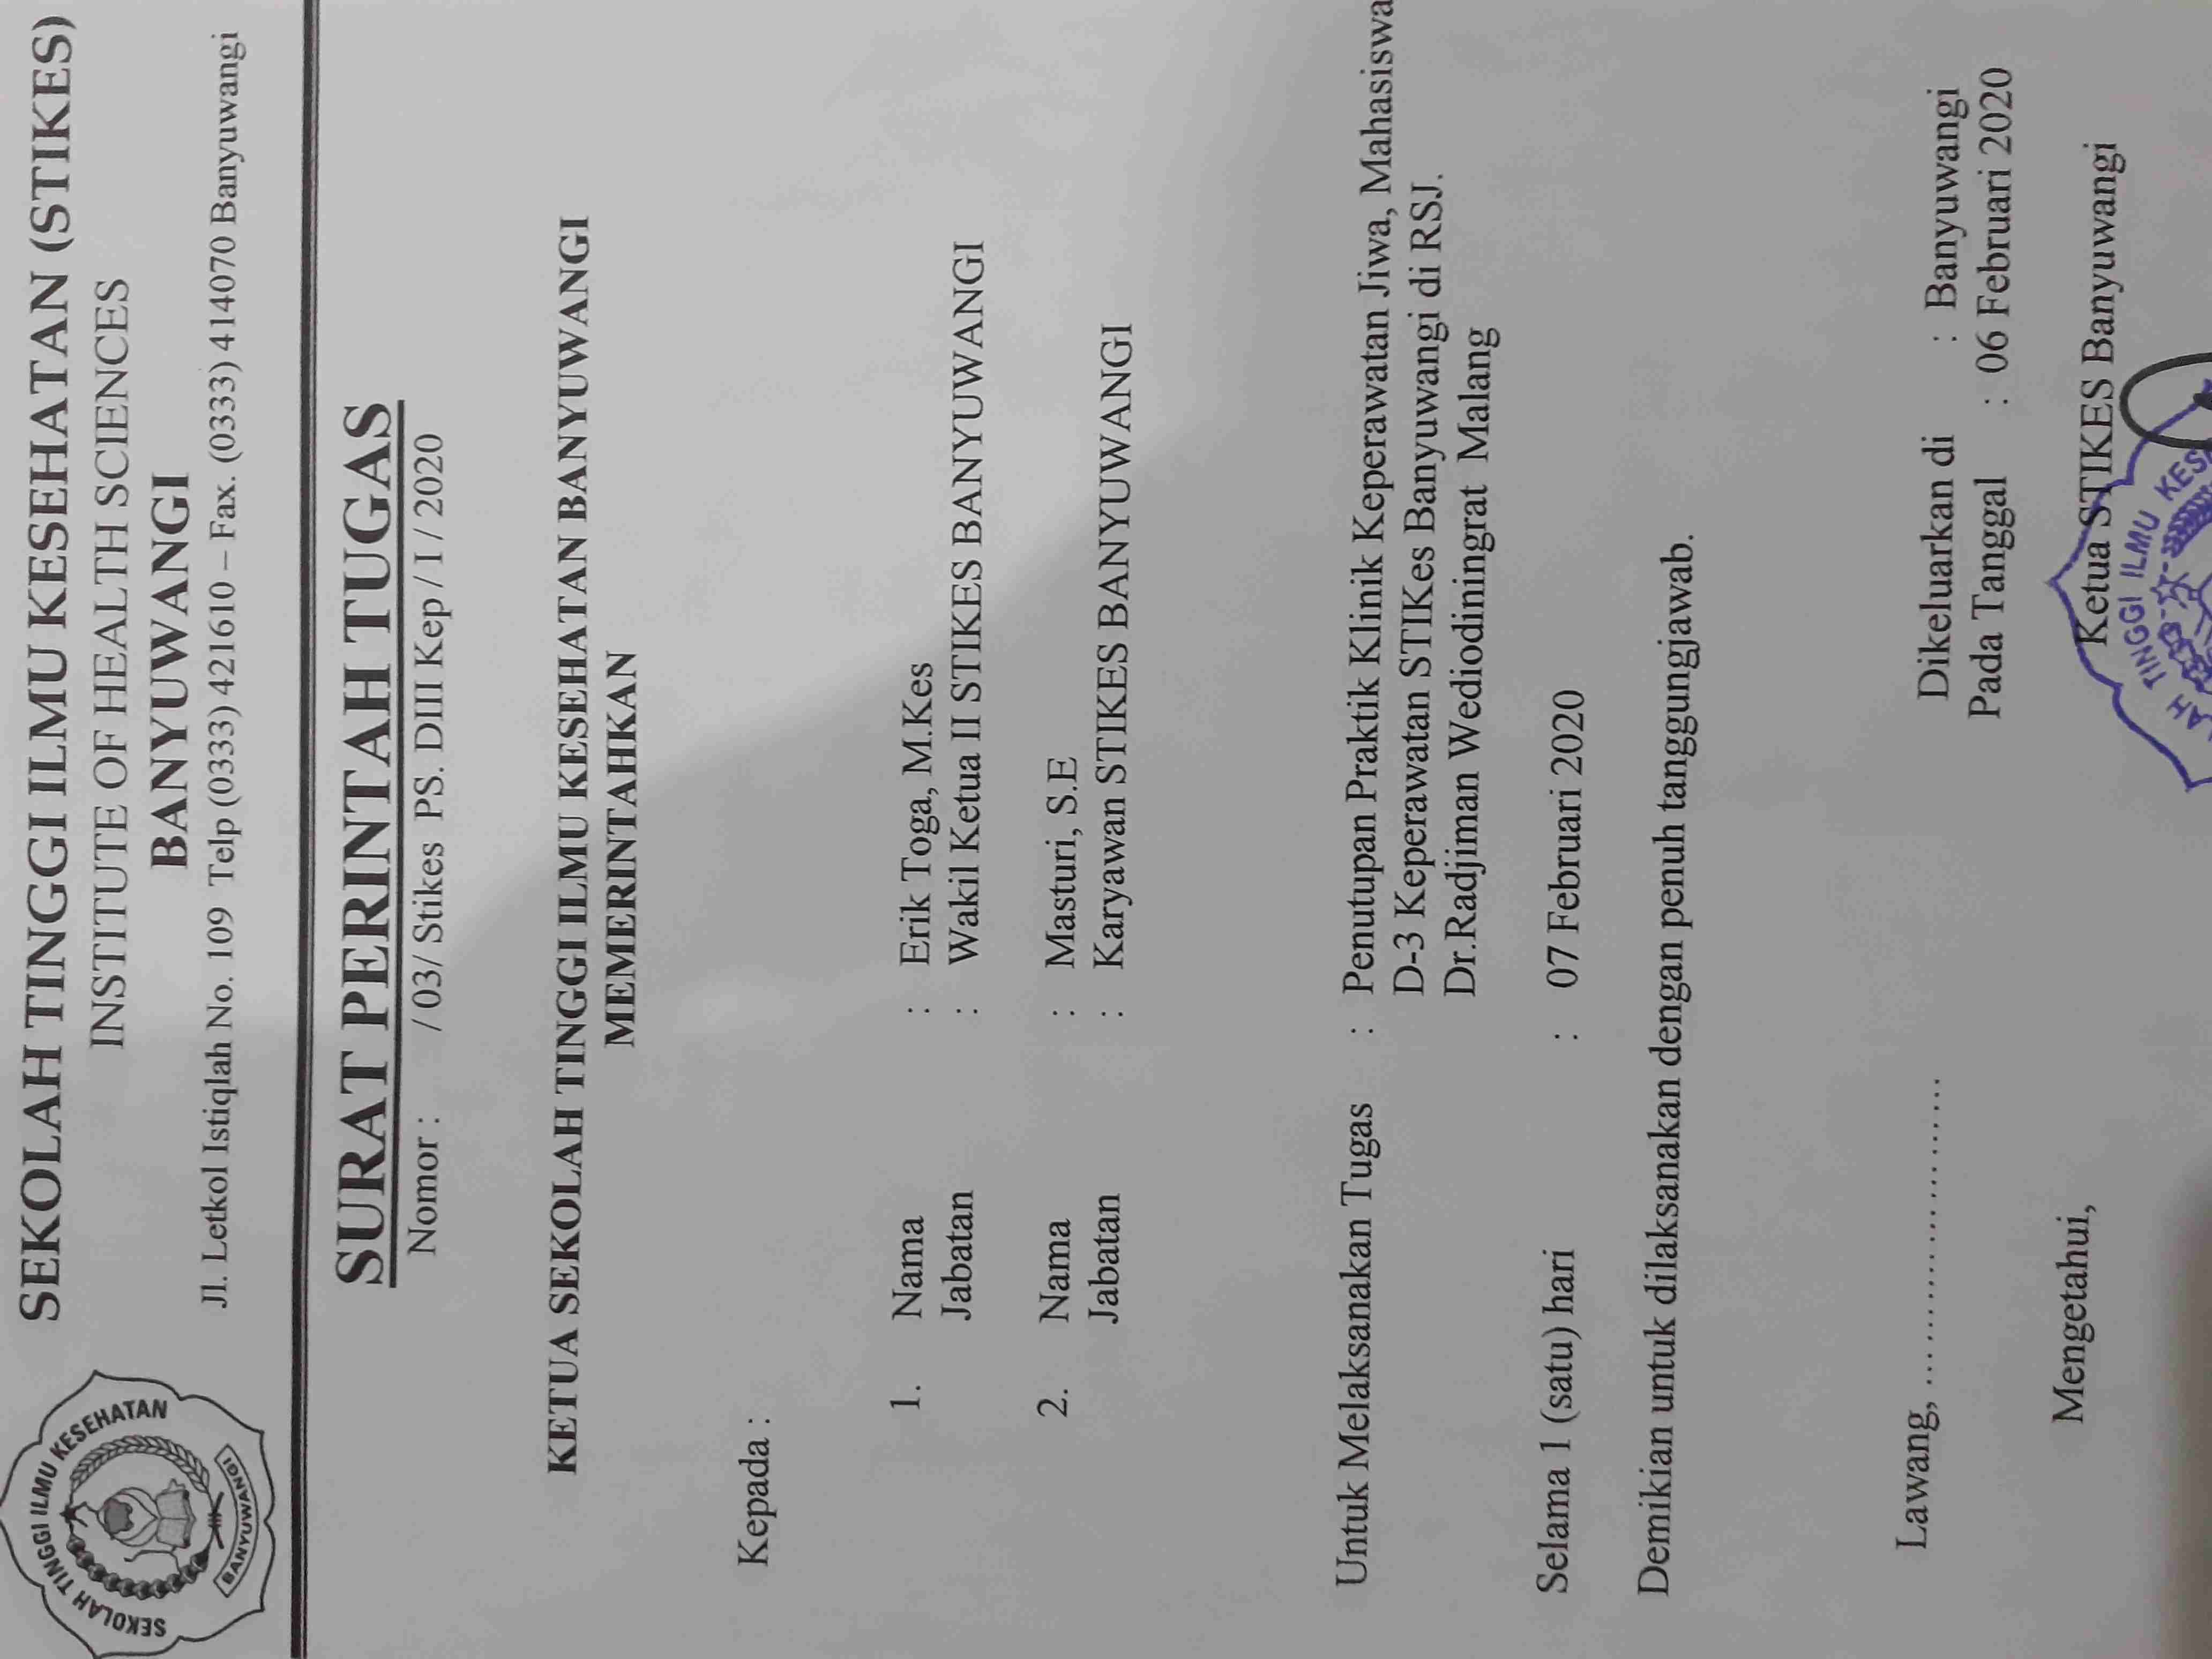 SEKOLAH TINGGI ILMU KESEHATAN
BANYUWANGI
SEKOLAH TINGGI ILMU KESEHATAN (STIKES)
INSTITUTE OF HEALTH SCIENCES
BANYUWANGI
Jl. Letkol Istiqlah No. 109 Telp (0333) 421610 – Fax. (0333) 414070 Banyuwangi
SURAT PERINTAH TUGAS
Nomor : / 03/ Stikes PS. DIII Kep / I / 2020
KETUA SEKOLAH TINGGI ILMU KESEHATAN BANYUWANGI
MEMERINTAHKAN
Kepada :
1. Nama : Erik Toga, M.Kes
Jabatan : Wakil Ketua II STIKES BANYUWANGI
2. Nama : Masturi, S.E
Jabatan : Karyawan STIKES BANYUWANGI
Untuk Melaksanakan Tugas : Penutupan Praktik Klinik Keperawatan Jiwa, Mahasiswa
D-3 Keperawatan STIKes Banyuwangi di RSJ.
Dr.Radjiman Wediodiningrat Malang
Selama 1 (satu) hari : 07 Februari 2020
Demikian untuk dilaksanakan dengan penuh tanggungjawab.
Lawang, ......................
Dikeluarkan di : Banyuwangi
Pada Tanggal : 06 Februari 2020
Mengetahui,
Ketua STIKES Banyuwangi
TINGGI ILMU